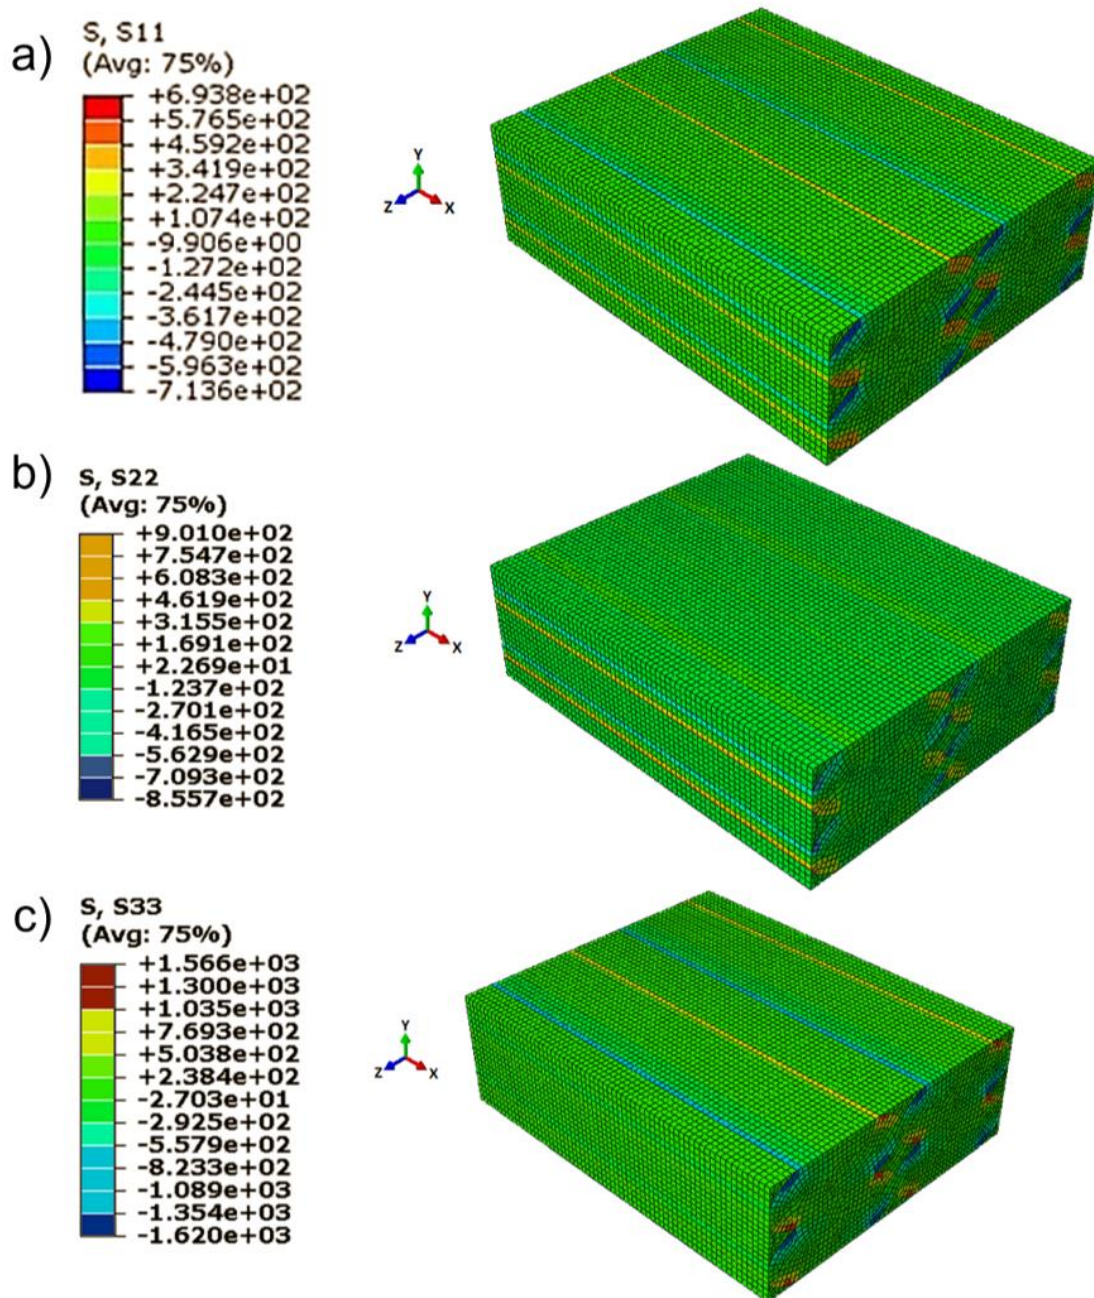 a)
S, S11
(Avg: 75%)
+6.938e+02
+5.765e+02
+4.592e+02
+3.419e+02
+2.247e+02
+1.074e+02
-9.906e+00
-1.272e+02
-2.445e+02
-3.617e+02
-4.790e+02
-5.963e+02
-7.136e+02
Y
Z
X
b)
S, S22
(Avg: 75%)
+9.010e+02
+7.547e+02
+6.083e+02
+4.619e+02
+3.155e+02
+1.691e+02
+2.269e+01
-1.237e+02
-2.701e+02
-4.165e+02
-5.629e+02
-7.093e+02
-8.557e+02
Y
Z
X
c)
S, S33
(Avg: 75%)
+1.566e+03
+1.300e+03
+1.035e+03
+7.693e+02
+5.038e+02
+2.384e+02
-2.703e+01
-2.925e+02
-5.579e+02
-8.233e+02
-1.089e+03
-1.354e+03
-1.620e+03
Y
Z
X